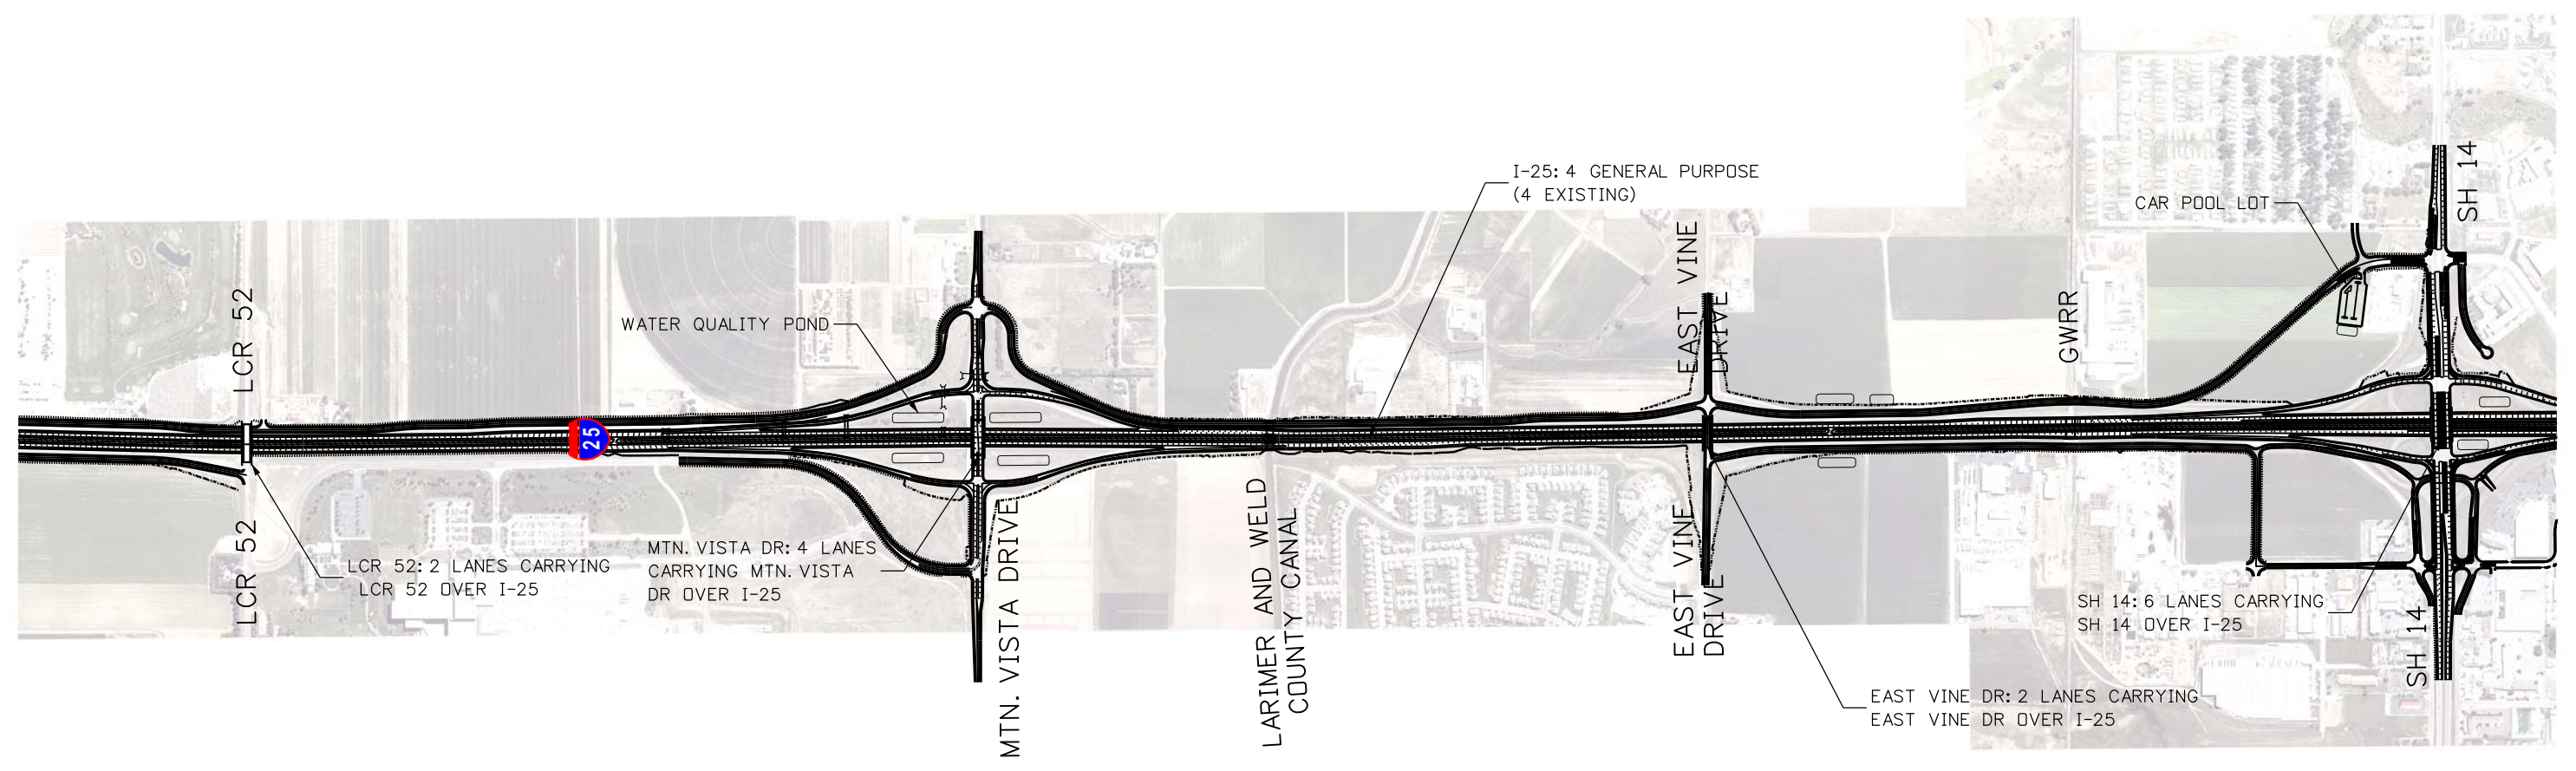 I-25: 4 GENERAL PURPOSE
(4 EXISTING)
SH 14
CAR POOL LOT
EAST VINE
DRIVE
LCR 52
WATER QUALITY POND
GWRR
25
LCR 52
LCR 52: 2 LANES CARRYING
LCR 52 OVER I-25
MTN. VISTA DR: 4 LANES
CARRYING MTN. VISTA
DR OVER I-25
MTN. VISTA DRIVE
LARIMER AND WELD
COUNTY CANAL
EAST VINE
DRIVE
SH 14: 6 LANES CARRYING
SH 14 OVER I-25
SH 14
EAST VINE DR: 2 LANES CARRYING
EAST VINE DR OVER I-25